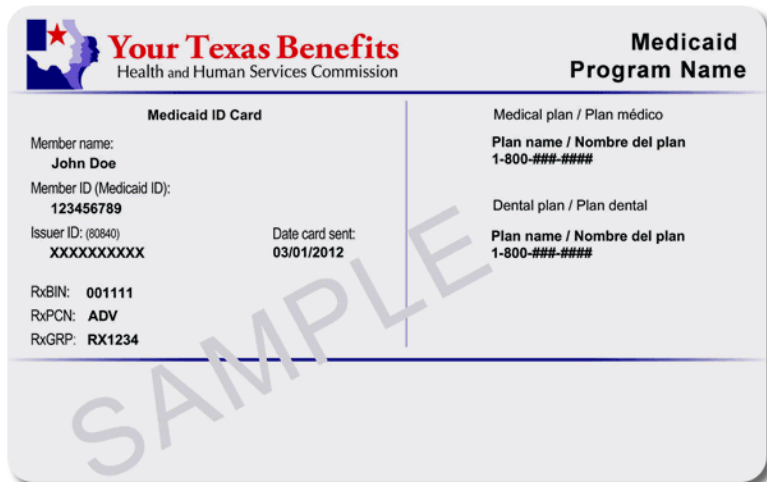 Your Texas Benefits
Health and Human Services Commission
Medicaid
Program Name
Medicaid ID Card
Member name:
John Doe
Member ID (Medicaid ID):
123456789
Issuer ID: (80840)
XXXXXXXXXX
Date card sent:
03/01/2012
RxBIN: 001111
RxPCN: ADV
RxGRP: RX1234
Medical plan / Plan médico
Plan name / Nombre del plan
1-800-###-####
Dental plan / Plan dental
Plan name / Nombre del plan
1-800-###-####
SAMPLE